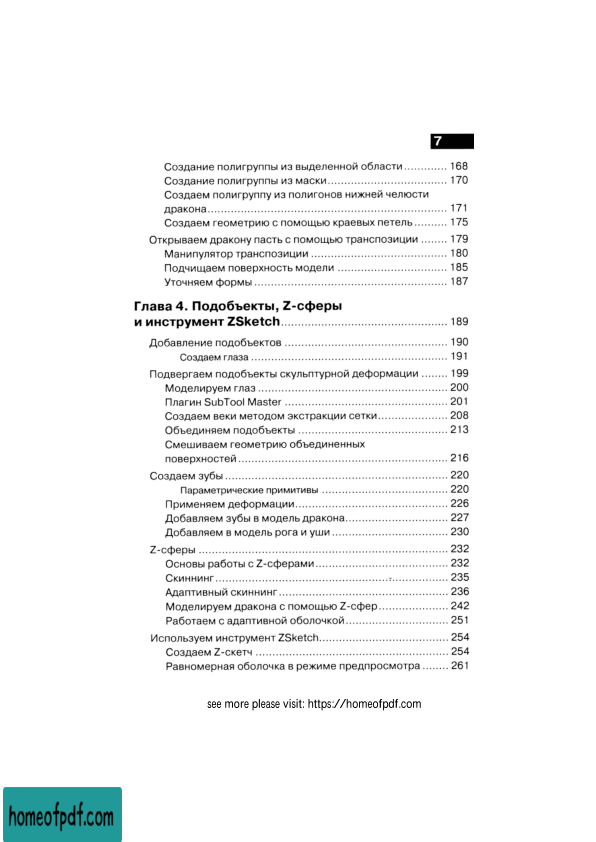 7
Создание полигруппы из выделенной области ............. 168
Создание полигруппы из маски.................................... 170
Создаем полигруппу из полигонов нижней челюсти
дракона......................................................................... 171
Создаем геометрию с помощью краевых петель .......... 175
Открываем дракону пасть с помощью транспозиции ........ 179
Манипулятор транспозиции ......................................... 180
Подчищаем поверхность модели ................................. 185
Уточняем формы .......................................................... 187
Глава 4. Подобъекты, Z-сферы
и инструмент ZSketch................................................... 189
Добавление подобъектов .................................................. 190
Создаем глаза ............................................................ 191
Подвергаем подобъекты скульптурной деформации ........ 199
Моделируем глаз .......................................................... 200
Плагин SubTool Master .................................................. 201
Создаем веки методом экстракции сетки..................... 208
Объединяем подобъекты .............................................. 213
Смешиваем геометрию объединенных
поверхностей ................................................................ 216
Создаем зубы .................................................................... 220
Параметрические примитивы ....................................... 220
Применяем деформации............................................... 226
Добавляем зубы в модель дракона............................... 227
Добавляем в модель рога и уши ................................... 230
Z-сферы ............................................................................ 232
Основы работы с Z-сферами......................................... 232
Скиннинг....................................................................... 235
Адаптивный скиннинг.................................................... 236
Моделируем дракона с помощью Z-сфер..................... 242
Работаем с адаптивной оболочкой............................... 251
Используем инструмент ZSketch....................................... 254
Создаем Z-скетч ........................................................... 254
Равномерная оболочка в режиме предпросмотра ........ 261
see more please visit: https://homeofpdf.com
homeofpdf.com